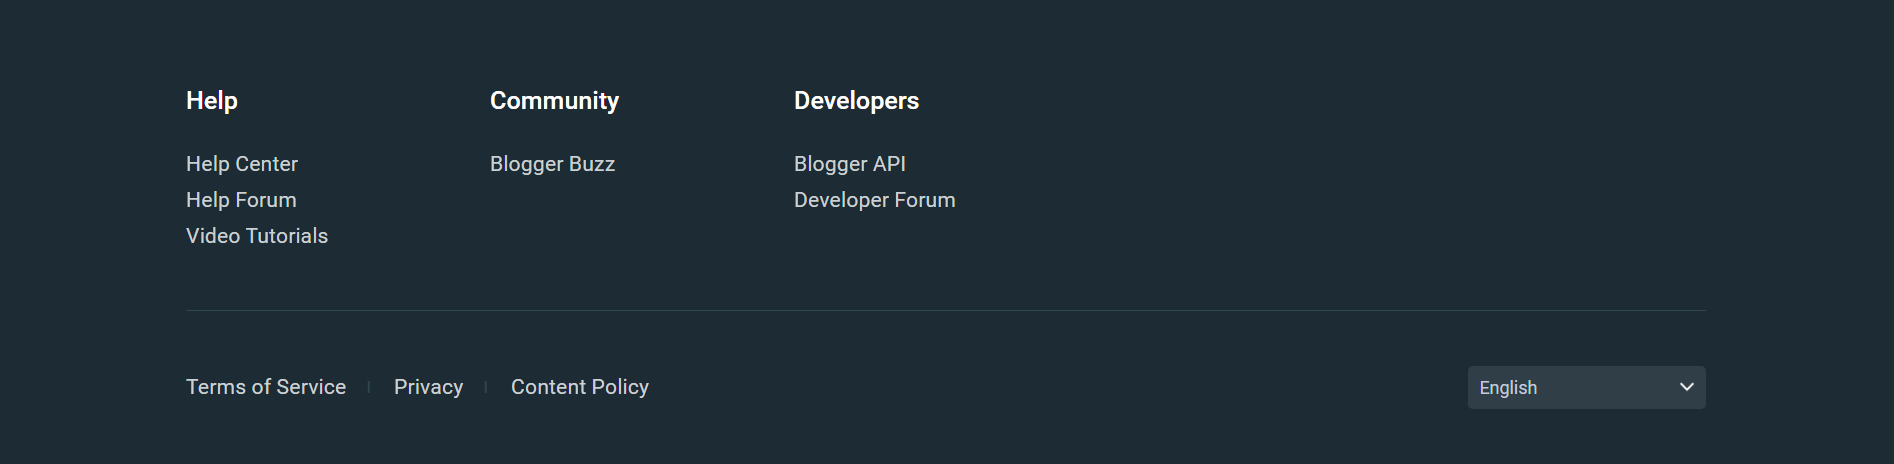 Help
Help Center
Help Forum
Video Tutorials
Community
Blogger Buzz
Developers
Blogger API
Developer Forum
Terms of Service
Privacy
Content Policy
English